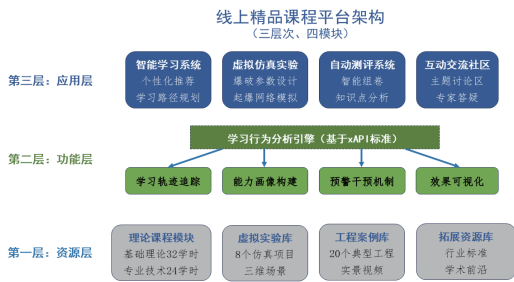 线上精品课程平台架构
（三层次、四模块）
第三层：应用层
智能学习系统
个性化推荐
学习路径规划
虚拟仿真实验
爆破参数设计
起爆网络模拟
自动测评系统
智能组卷
知识点分析
互动交流社区
主题讨论区
专家答疑
学习行为分析引擎（基于xAPI标准）
第二层：功能层
学习轨迹追踪
能力画像构建
预警干预机制
效果可视化
第一层：资源层
理论课程模块
基础理论32学时
专业技术24学时
虚拟实验库
8个仿真项目
三维场景
工程案例库
20个典型工程
实景视频
拓展资源库
行业标准
学术前沿